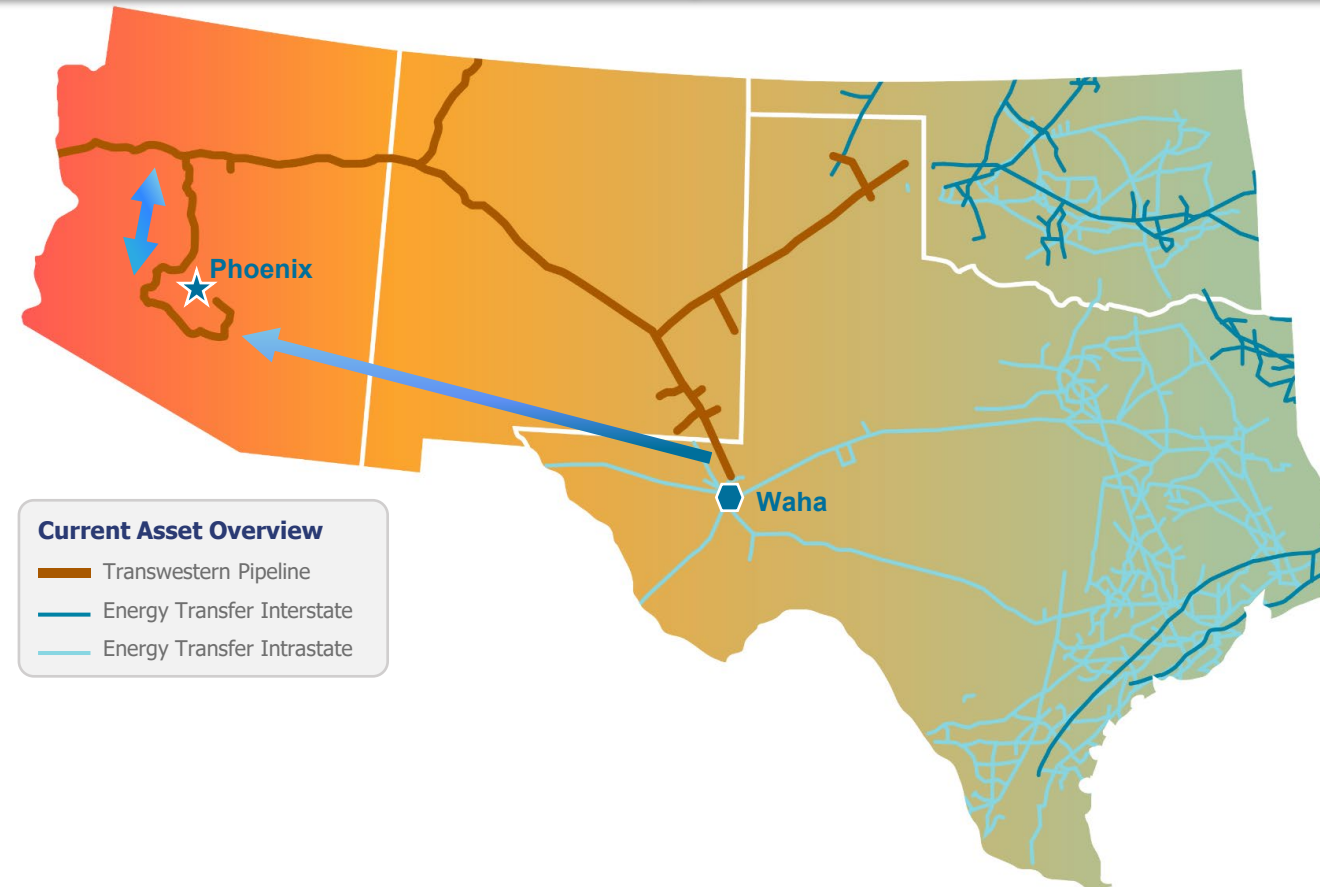 Phoenix
Waha
Current Asset Overview
Transwestern Pipeline
Energy Transfer Interstate
Energy Transfer Intrastate